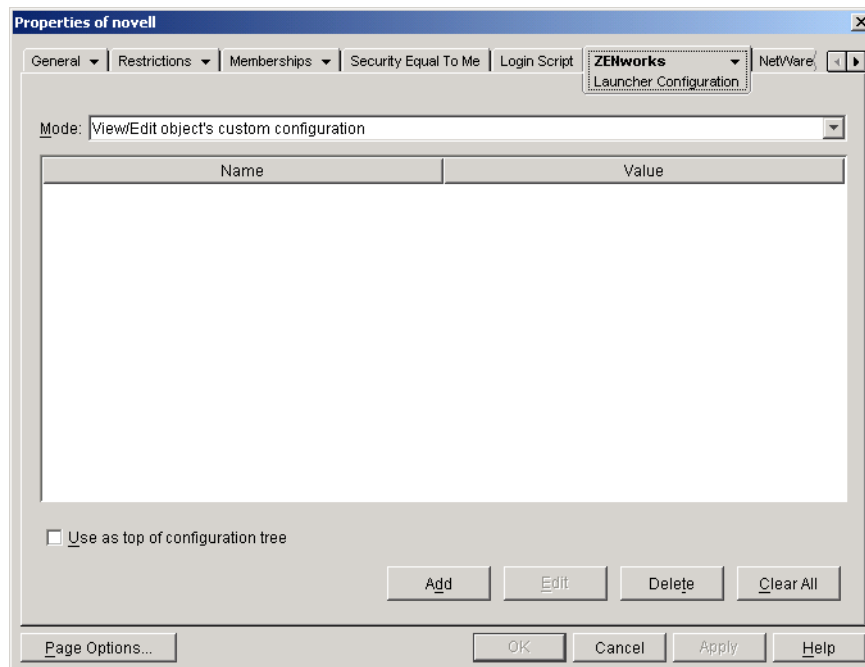 Properties of novell
General Restrictions Memberships Security Equal To Me Login Script ZENworks NetWare
Launcher Configuration
Mode: View/Edit object's custom configuration
Name Value
Use as top of configuration tree
Add Edit Delete Clear All
Page Options... OK Cancel Apply Help